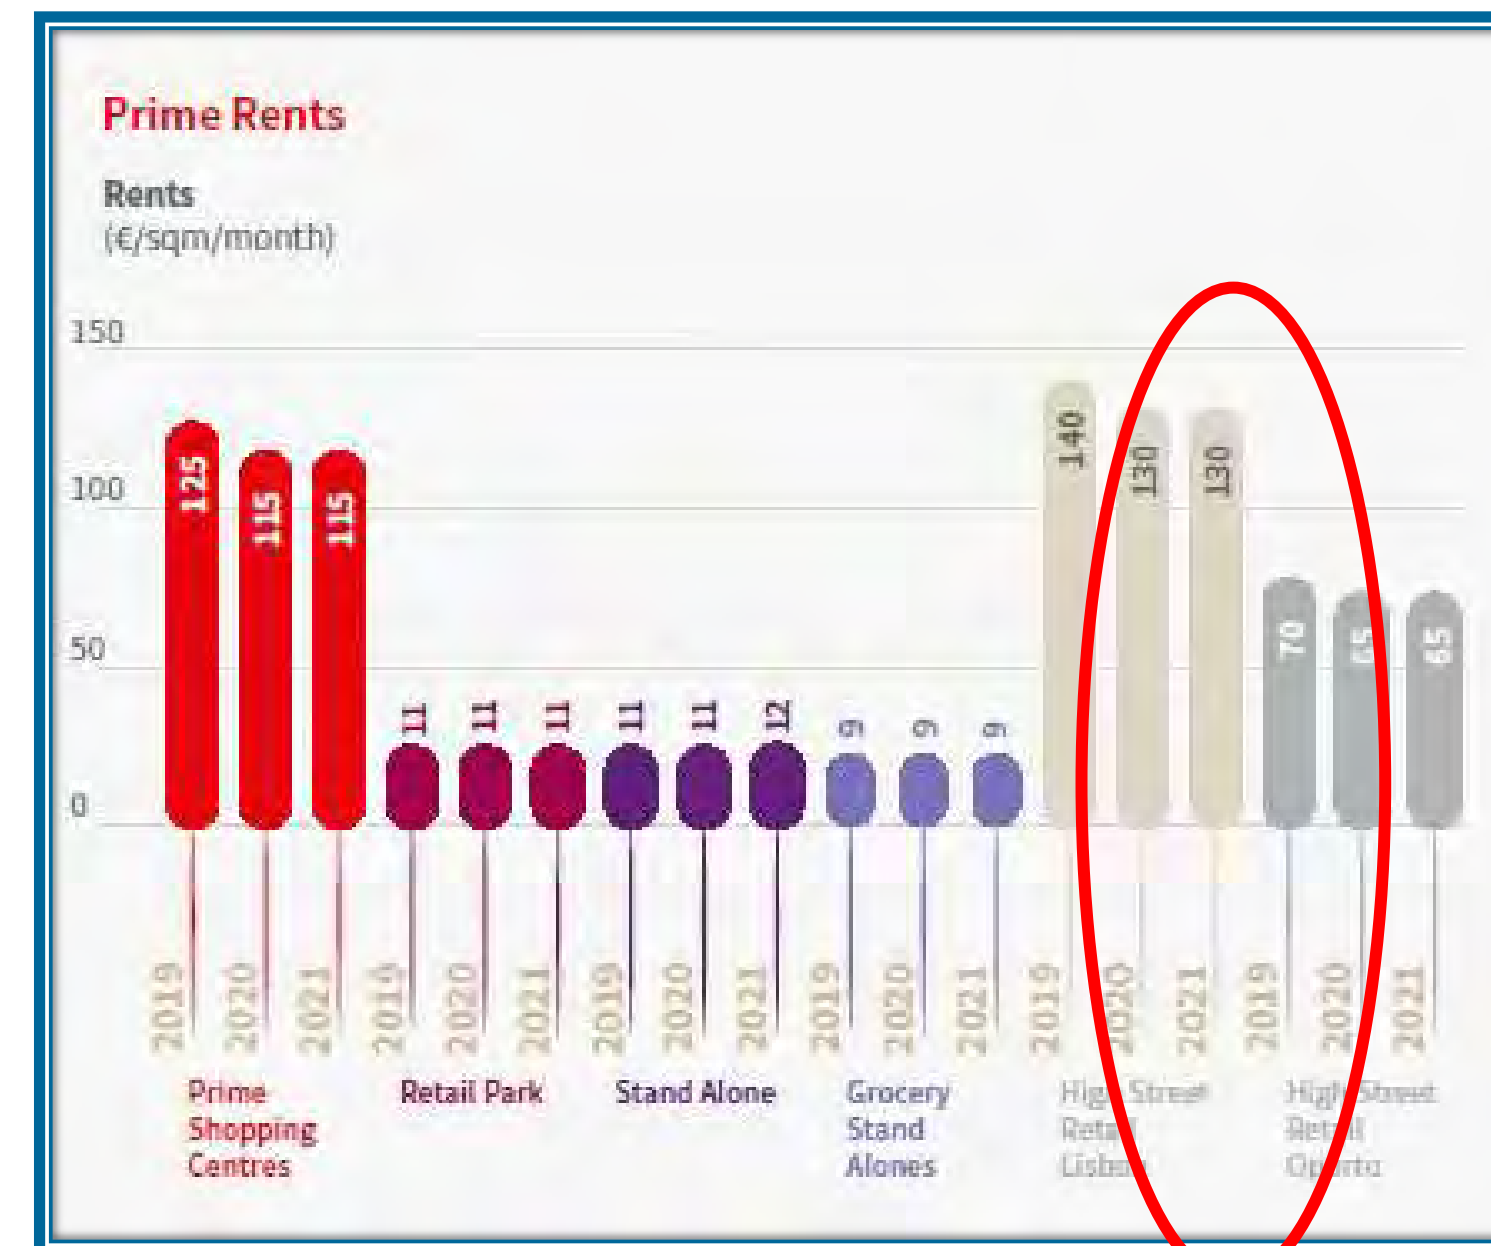 Prime Rents
Rents
(€/sqm/month)
150
100
50
0
125
115
115
11
11
11
11
11
12
9
9
9
140
130
130
70
65
65
2019
2020
2021
2019
2020
2021
2019
2020
2021
2019
2020
2021
2019
2020
2021
2019
2020
2021
Prime
Shopping
Centres
Retail Park
Stand Alone
Grocery
Stand
Alones
High Street
Retail
Lisbon
High Street
Retail
Oporto